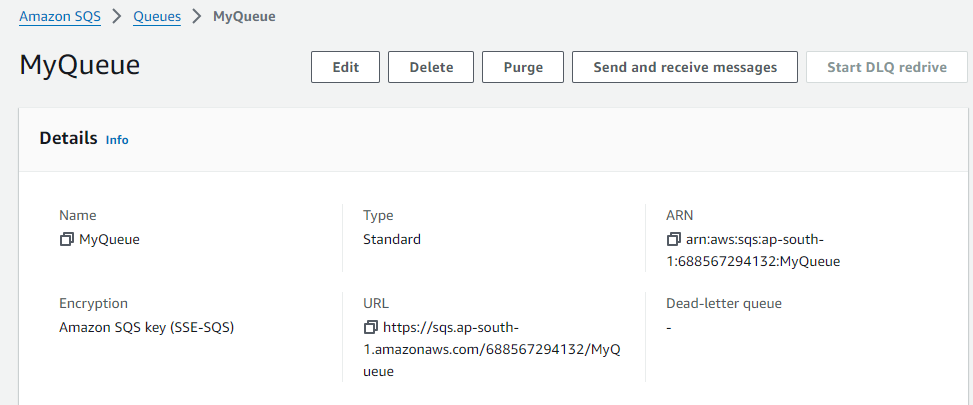 Amazon SQS > Queues > MyQueue
MyQueue
Edit
Delete
Purge
Send and receive messages
Start DLQ redrive
Details Info
Name
MyQueue
Type
Standard
ARN
arn:aws:sqs:ap-south-
1:688567294132:MyQueue
Encryption
Amazon SQS key (SSE-SQS)
URL
https://sqs.ap-south-
1.amazonaws.com/688567294132/MyQ
ueue
Dead-letter queue
-